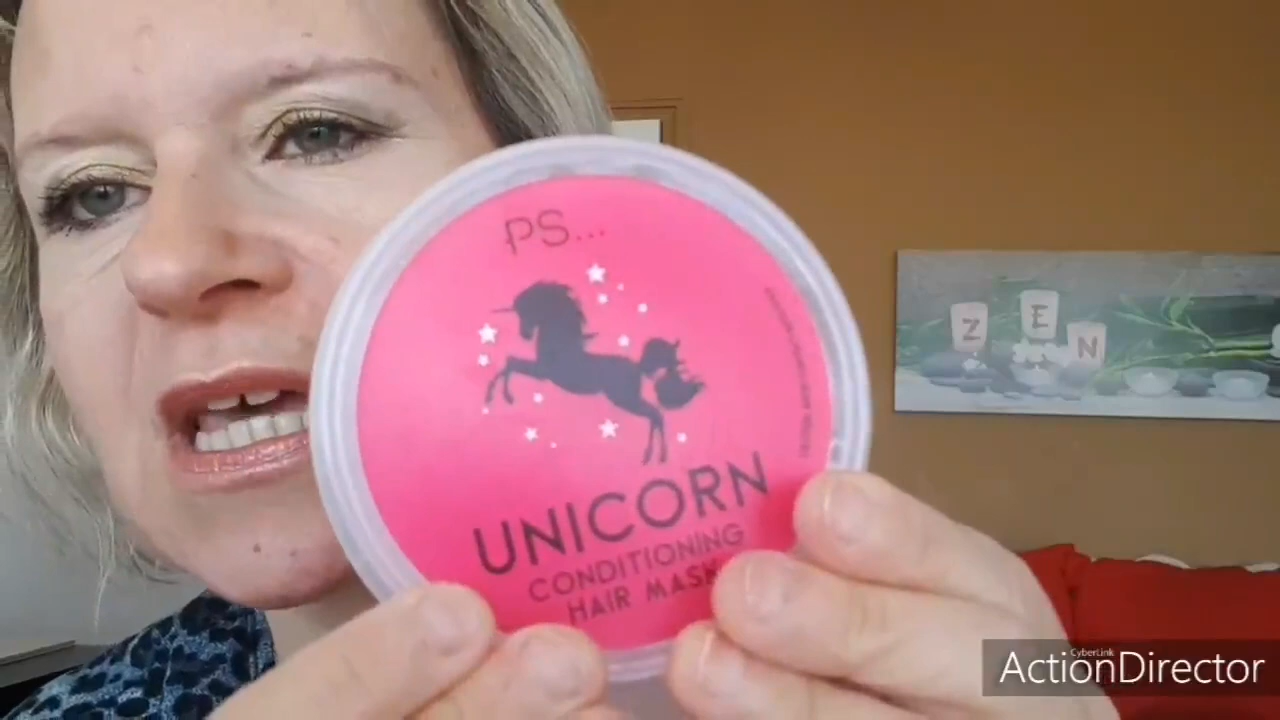 PS...
UNICORN
CONDITIONING
HAIR MASK
Z E N
CyberLink
ActionDirector